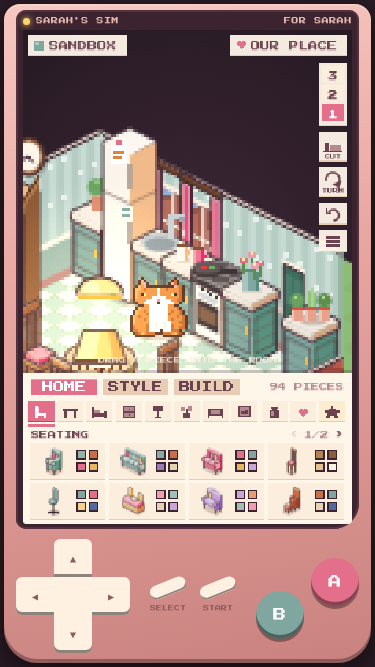 SARAH'S SIM
FOR SARAH
SANDBOX
OUR PLACE
3
2
1
CUT
TURN
HOME
STYLE
BUILD
94 PIECES
SEATING
‹ 1/2 ›
SELECT
START
A
B